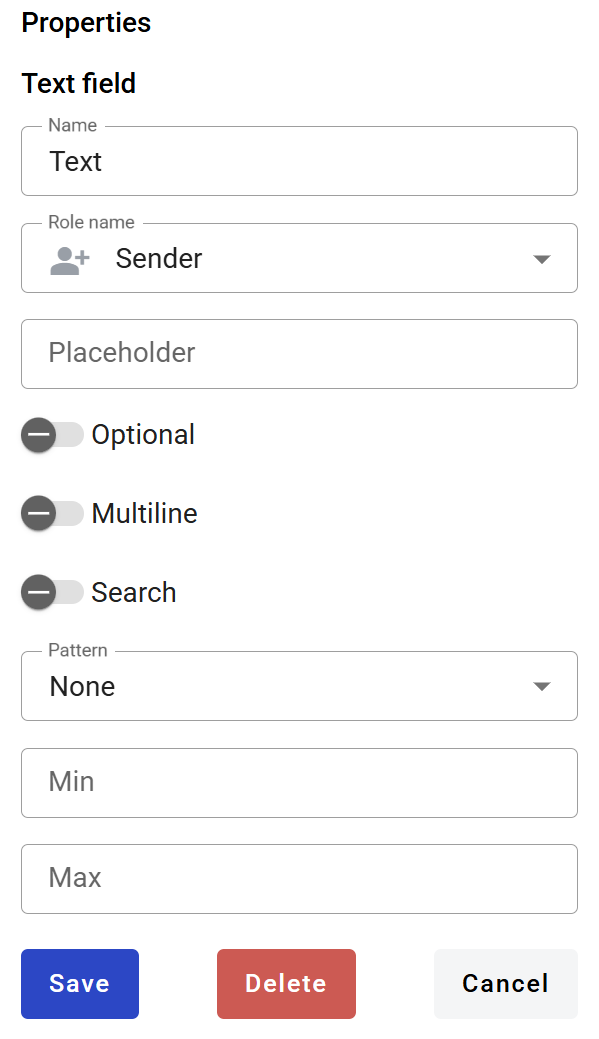 Properties
Text field
Name
Text
Role name
Sender
Placeholder
Optional
Multiline
Search
Pattern
None
Min
Max
Save Delete Cancel